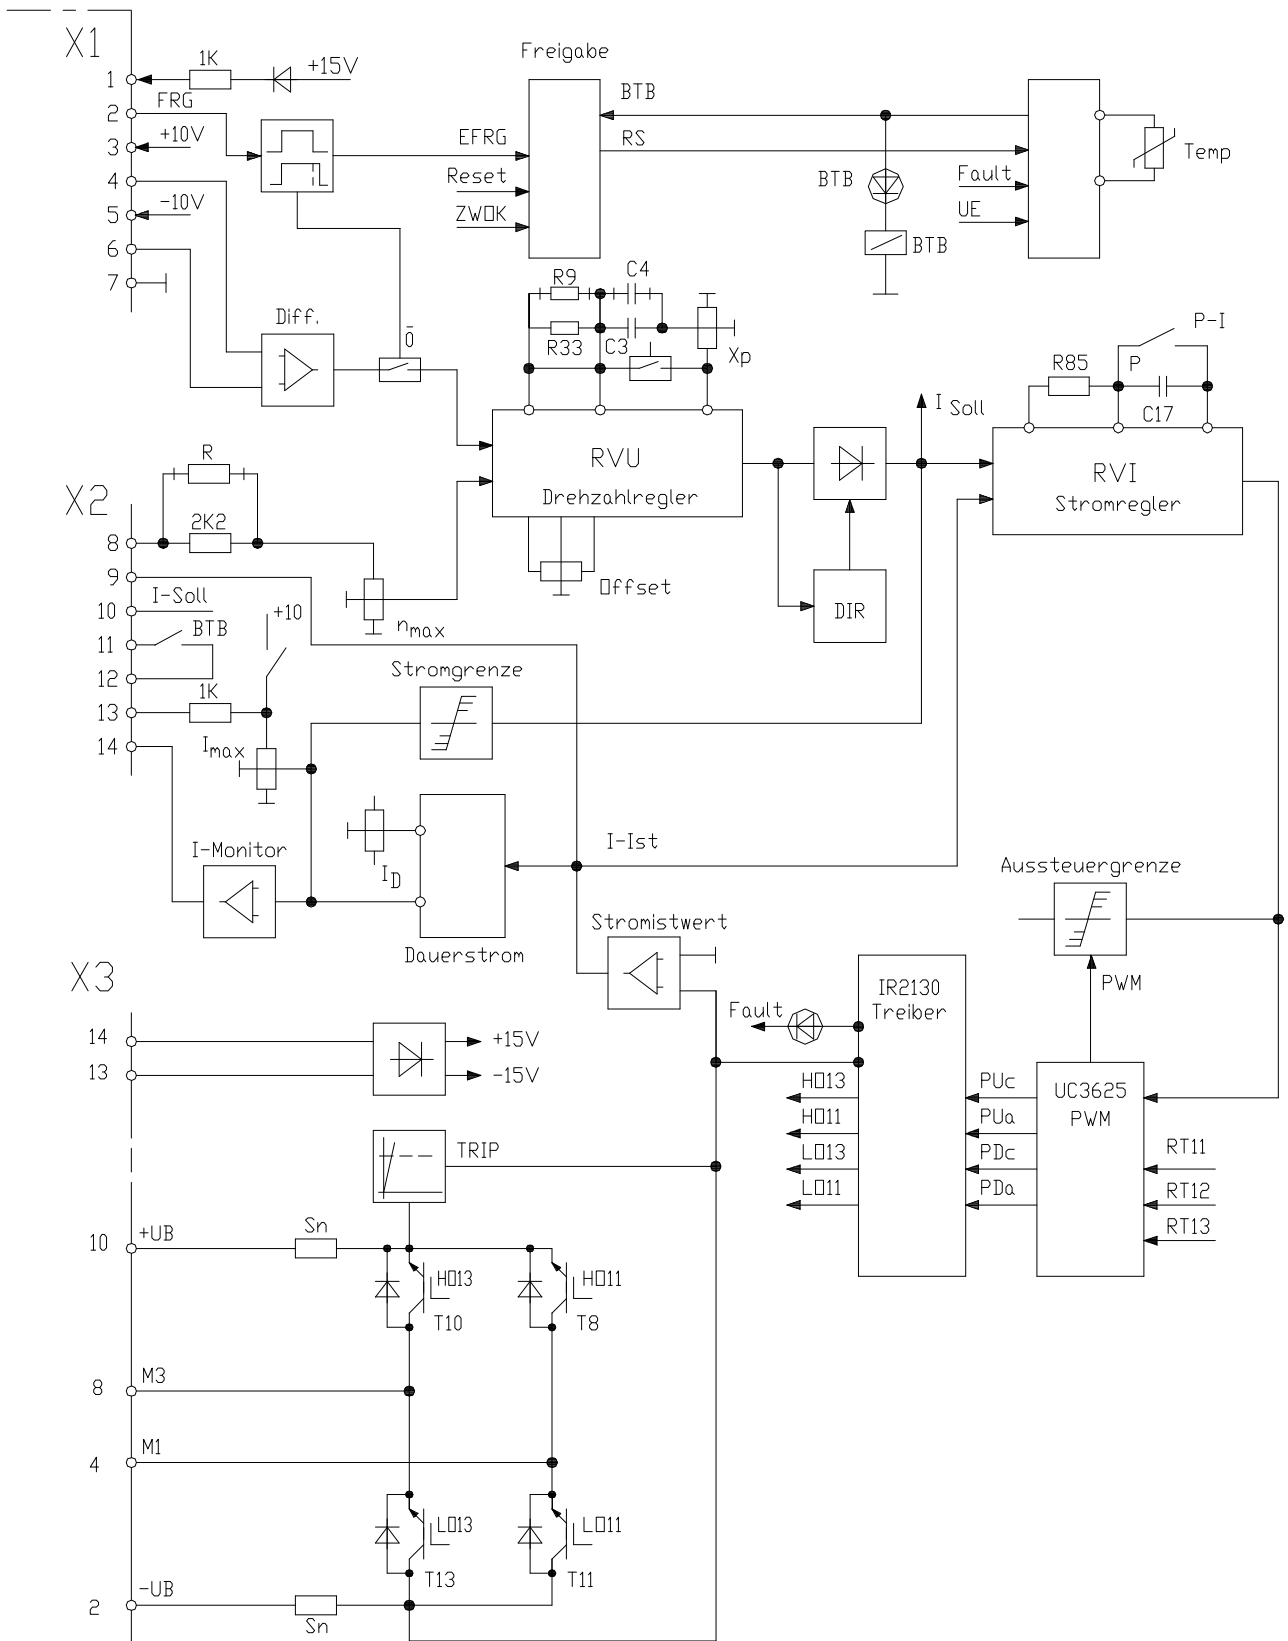 X1
1
1K
+15V
2
FRG
3
+10V
4
5
-10V
6
7
Freigabe
EFRG
Reset
ZWOK
BTB
RS
BTB
BTB
Fault
UE
Temp
Diff.
0
R9
C4
R33
C3
Xp
RVU
Drehzahlregler
Offset
I Soll
DIR
R85
P
P-I
C17
RVI
Stromregler
X2
R
2K2
8
9
10
I-Soll
11
BTB
12
13
1K
14
+10
nmax
Imax
Stromgrenze
I-Monitor
ID
Dauerstrom
I-Ist
Stromistwert
Aussteuergrenze
PWM
X3
14
13
+15V
-15V
TRIP
Fault
IR2130
Treiber
HO13
HO11
LO13
LO11
PUc
PUa
PDc
PDa
UC3625
PWM
RT11
RT12
RT13
10
+UB
Sn
HO13
T10
HO11
T8
8
M3
4
M1
LO13
T13
LO11
T11
2
-UB
Sn